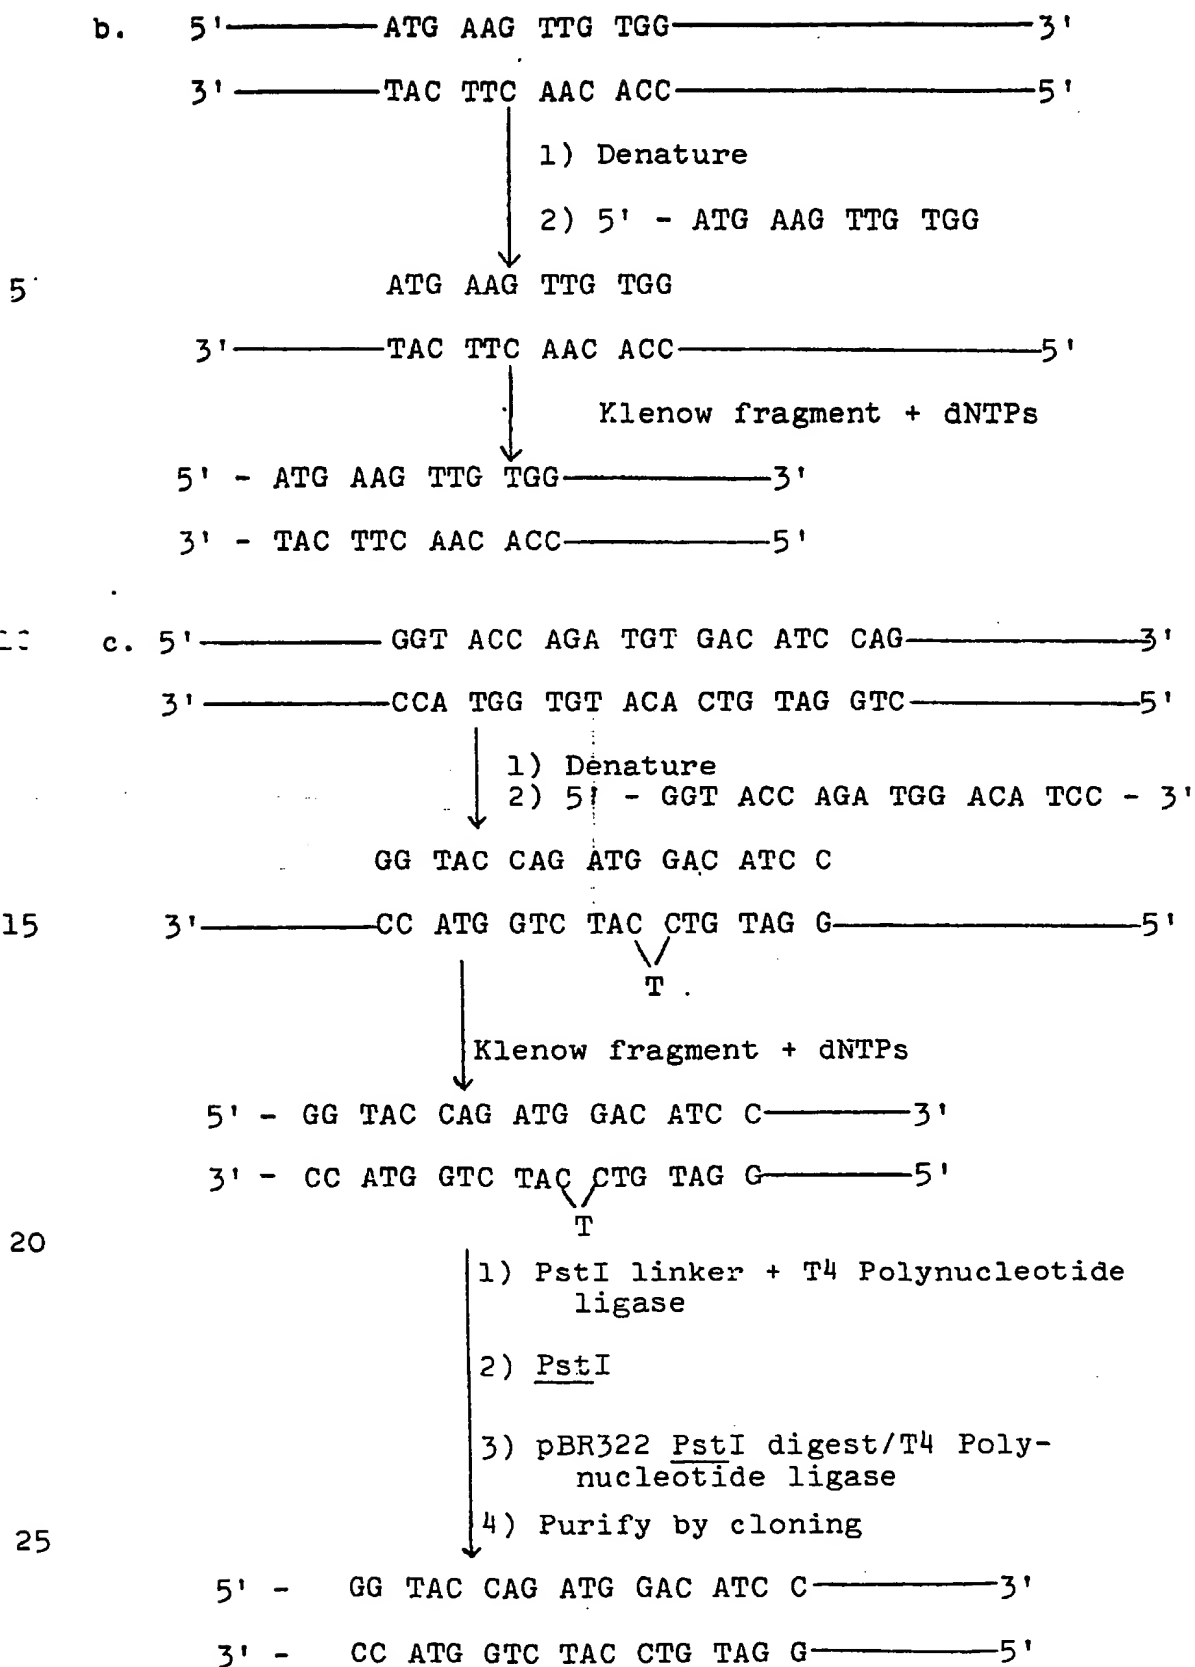 b. 5' ATG AAG TTG TGG 3'
3' TAC TTC AAC ACC 5'
1) Denature
2) 5' - ATG AAG TTG TGG
5 ATG AAG TTG TGG
3' TAC TTC AAC ACC 5'
Klenow fragment + dNTPs
5' - ATG AAG TTG TGG 3'
3' - TAC TTC AAC ACC 5'
c. 5' GGT ACC AGA TGT GAC ATC CAG 3'
3' CCA TGG TGT ACA CTG TAG GTC 5'
1) Denature
2) 5' - GGT ACC AGA TGG ACA TCC - 3'
GG TAC CAG ATG GAC ATC C
15 3' CC ATG GTC TAC CTG TAG G 5'
T
Klenow fragment + dNTPs
5' - GG TAC CAG ATG GAC ATC C 3'
3' - CC ATG GTC TAC CTG TAG G 5'
T
20
1) PstI linker + T4 Polynucleotide
ligase
2) PstI
3) pBR322 PstI digest/T4 Poly-
nucleotide ligase
4) Purify by cloning
25
5' - GG TAC CAG ATG GAC ATC C 3'
3' - CC ATG GTC TAC CTG TAG G 5'